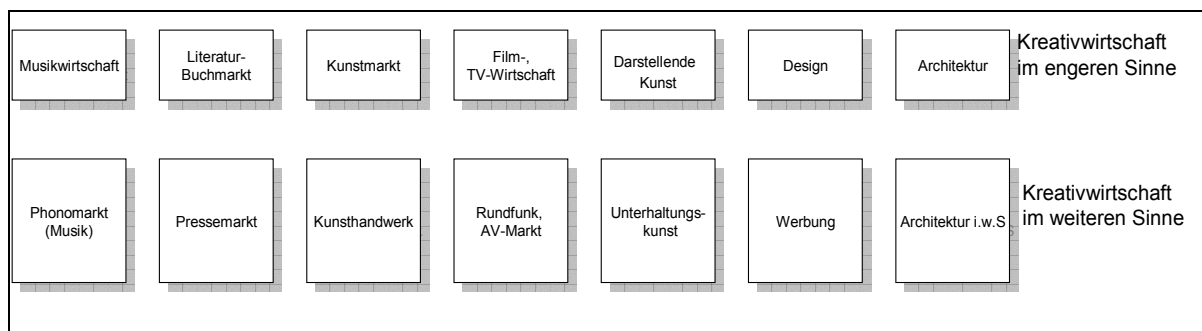 Musikwirtschaft
Literatur-
Buchmarkt
Kunstmarkt
Film-,
TV-Wirtschaft
Darstellende
Kunst
Design
Architektur
Kreativwirtschaft
im engeren Sinne
Phonomarkt
(Musik)
Pressemarkt
Kunsthandwerk
Rundfunk,
AV-Markt
Unterhaltungs-
kunst
Werbung
Architektur i.w.S
Kreativwirtschaft
im weiteren Sinne